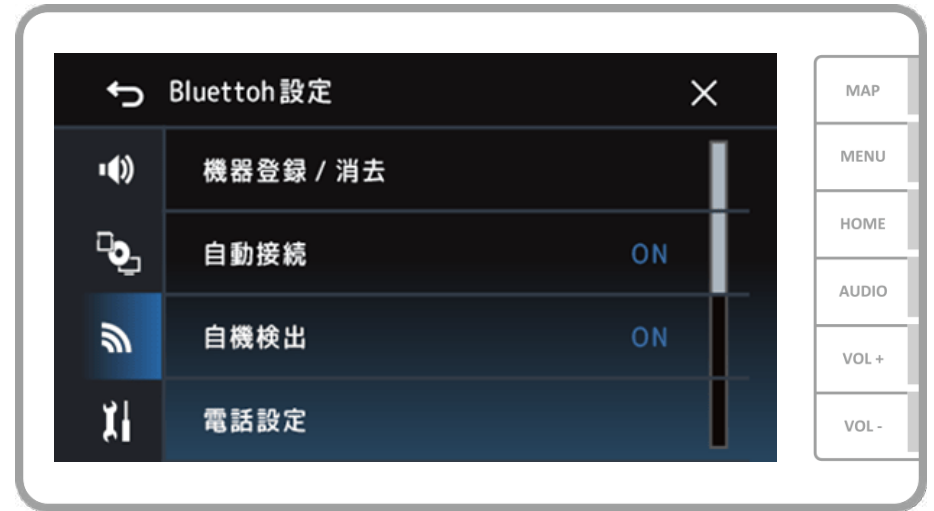 Bluettoh設定
機器登録 / 消去
自動接続 ON
自機検出 ON
電話設定
MAP
MENU
HOME
AUDIO
VOL +
VOL -